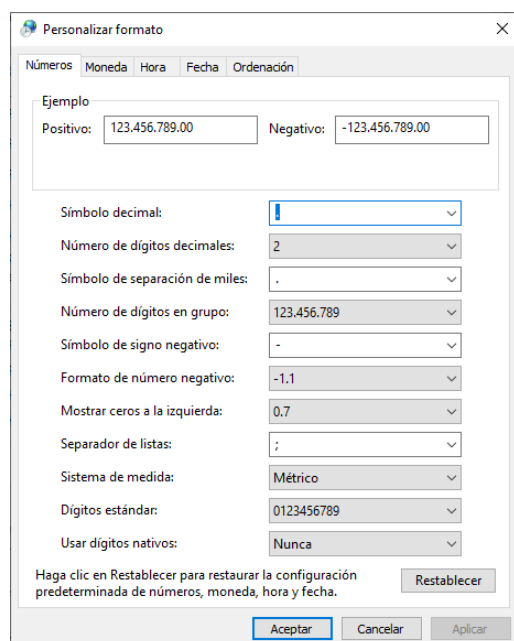 Personalizar formato
Números Moneda Hora Fecha Ordenación
Ejemplo
Positivo: 123.456.789.00 Negativo: -123.456.789.00
Símbolo decimal: .
Número de dígitos decimales: 2
Símbolo de separación de miles: .
Número de dígitos en grupo: 123.456.789
Símbolo de signo negativo: -
Formato de número negativo: -1.1
Mostrar ceros a la izquierda: 0.7
Separador de listas: ;
Sistema de medida: Métrico
Dígitos estándar: 0123456789
Usar dígitos nativos: Nunca
Haga clic en Restablecer para restaurar la configuración
predeterminada de números, moneda, hora y fecha.
Restablecer
Aceptar Cancelar Aplicar